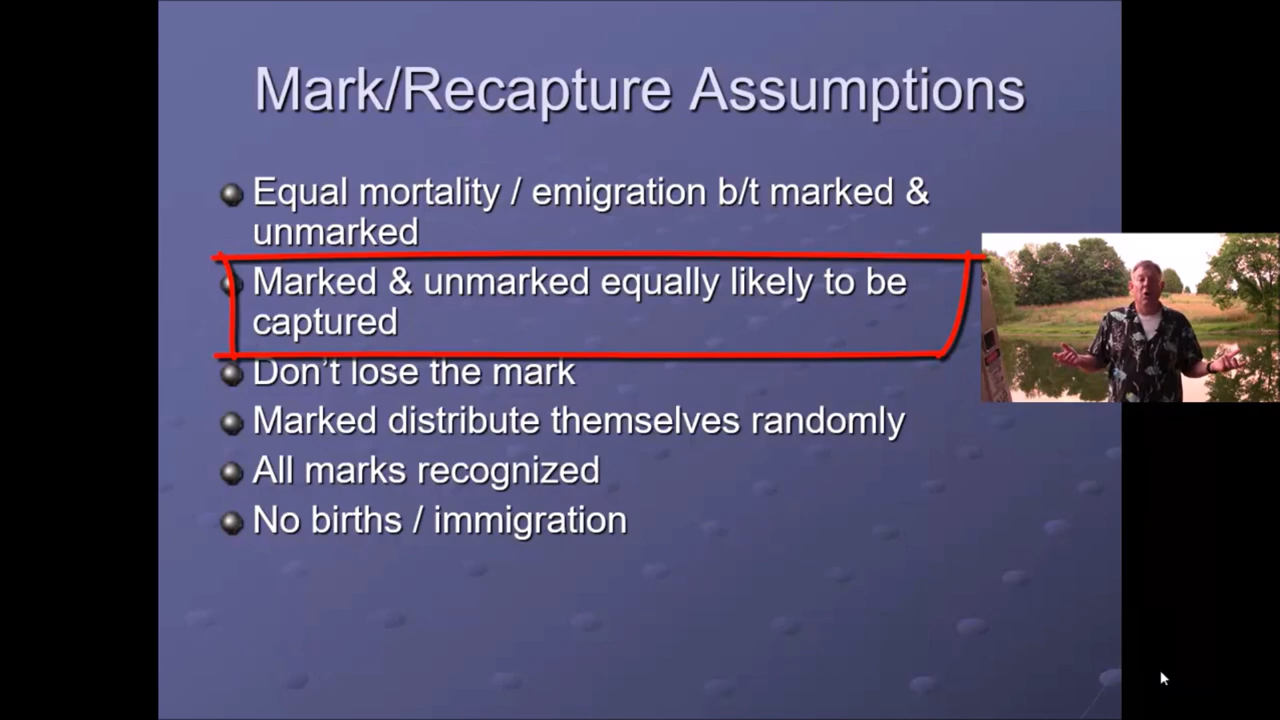 Mark/Recapture Assumptions
Equal mortality / emigration b/t marked &
unmarked
Marked & unmarked equally likely to be
captured
Don't lose the mark
Marked distribute themselves randomly
All marks recognized
No births / immigration